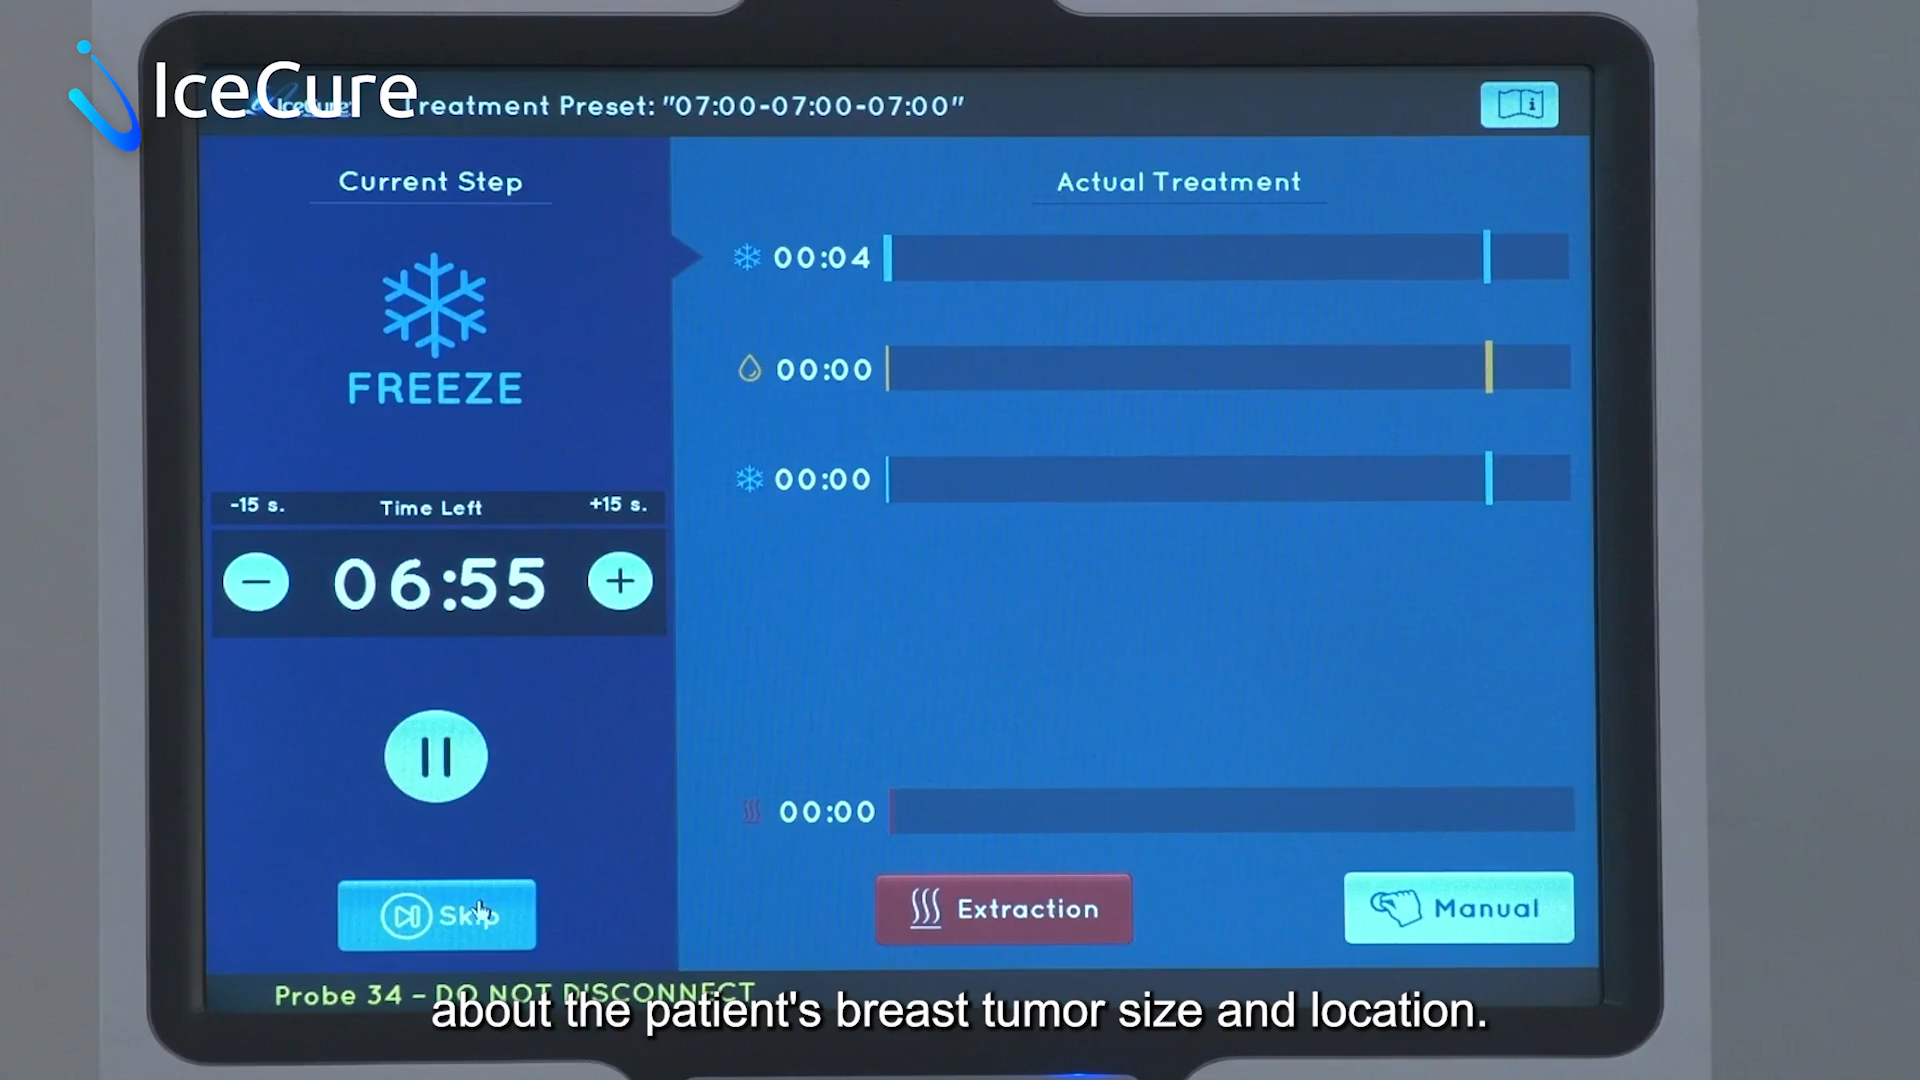 IceCure
IceCure
Treatment Preset: "07:00-07:00-07:00"
i
Current Step
Actual Treatment
00:04
FREEZE
00:00
00:00
-15 s.
Time Left
+15 s.
06:55
00:00
Skip
Extraction
Manual
Probe 34 - DO NOT DISCONNECT
about the patient's breast tumor size and location.